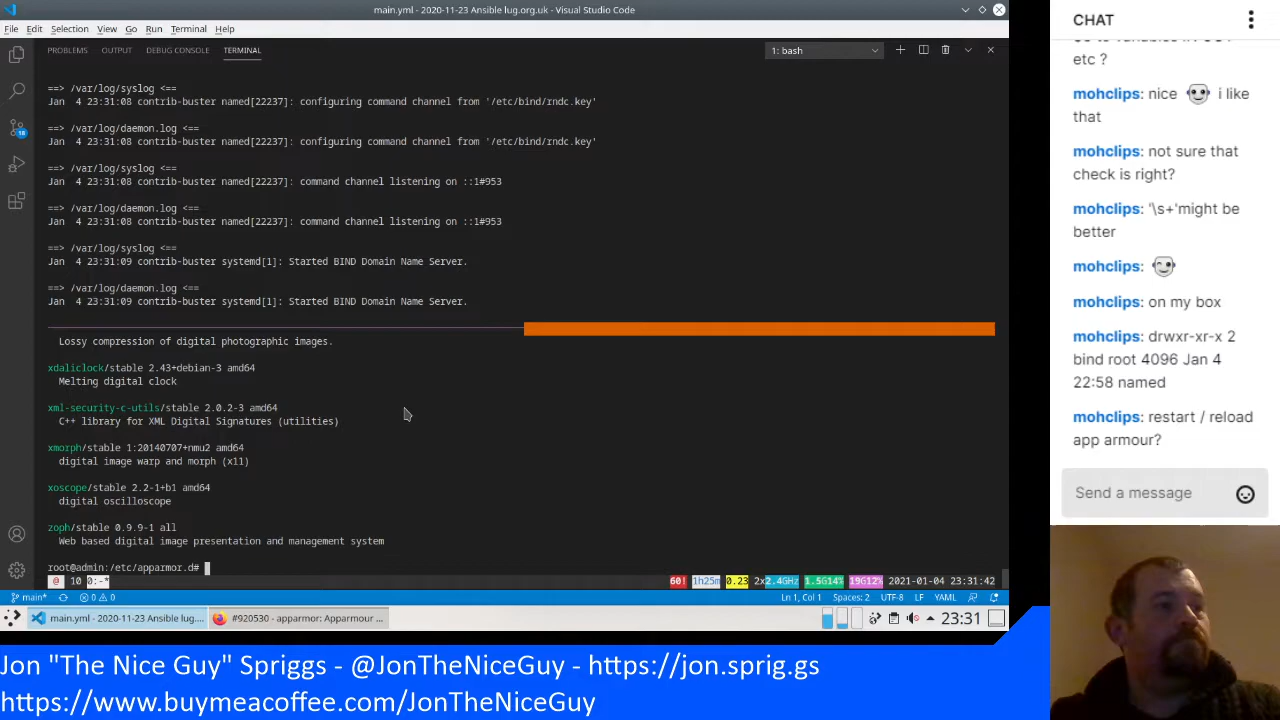 main.yml - 2020-11-23 Ansible lug.org.uk - Visual Studio Code
File Edit Selection View Go Run Terminal Help
PROBLEMS OUTPUT DEBUG CONSOLE TERMINAL
1: bash
==> /var/log/syslog <==
Jan  4 23:31:08 contrib-buster named[22237]: configuring command channel from '/etc/bind/rndc.key'
==> /var/log/daemon.log <==
Jan  4 23:31:08 contrib-buster named[22237]: configuring command channel from '/etc/bind/rndc.key'
==> /var/log/syslog <==
Jan  4 23:31:08 contrib-buster named[22237]: command channel listening on ::1#953
==> /var/log/daemon.log <==
Jan  4 23:31:08 contrib-buster named[22237]: command channel listening on ::1#953
==> /var/log/syslog <==
Jan  4 23:31:09 contrib-buster systemd[1]: Started BIND Domain Name Server.
==> /var/log/daemon.log <==
Jan  4 23:31:09 contrib-buster systemd[1]: Started BIND Domain Name Server.
Lossy compression of digital photographic images.
xdaliclock/stable 2.43+debian-3 amd64
Melting digital clock
xml-security-c-utils/stable 2.0.2-3 amd64
C++ library for XML Digital Signatures (utilities)
xmorph/stable 1:20140707+nmu2 amd64
digital image warp and morph (x11)
xoscope/stable 2.2-1+b1 amd64
digital oscilloscope
zoph/stable 0.9.9-1 all
Web based digital image presentation and management system
root@admin:/etc/apparmor.d#
@ 10 0:-* 60! 1h25m 0.23 2x2.4GHz 1.5G14% 19G12% 2021-01-04 23:31:42
18
main* 0 0 Ln 1, Col 1 Spaces: 2 UTF-8 LF YAML
main.yml - 2020-11-23 Ansible lug.... #920530 - apparmor: Apparmour ... 23:31
CHAT
etc ?
mohclips: nice i like
that
mohclips: not sure that
check is right?
mohclips: '\s+'might be
better
mohclips:
mohclips: on my box
mohclips: drwxr-xr-x 2
bind root 4096 Jan 4
22:58 named
mohclips: restart / reload
app armour?
Send a message
Jon "The Nice Guy" Spriggs - @JonTheNiceGuy - https://jon.sprig.gs
https://www.buymeacoffee.com/JonTheNiceGuy